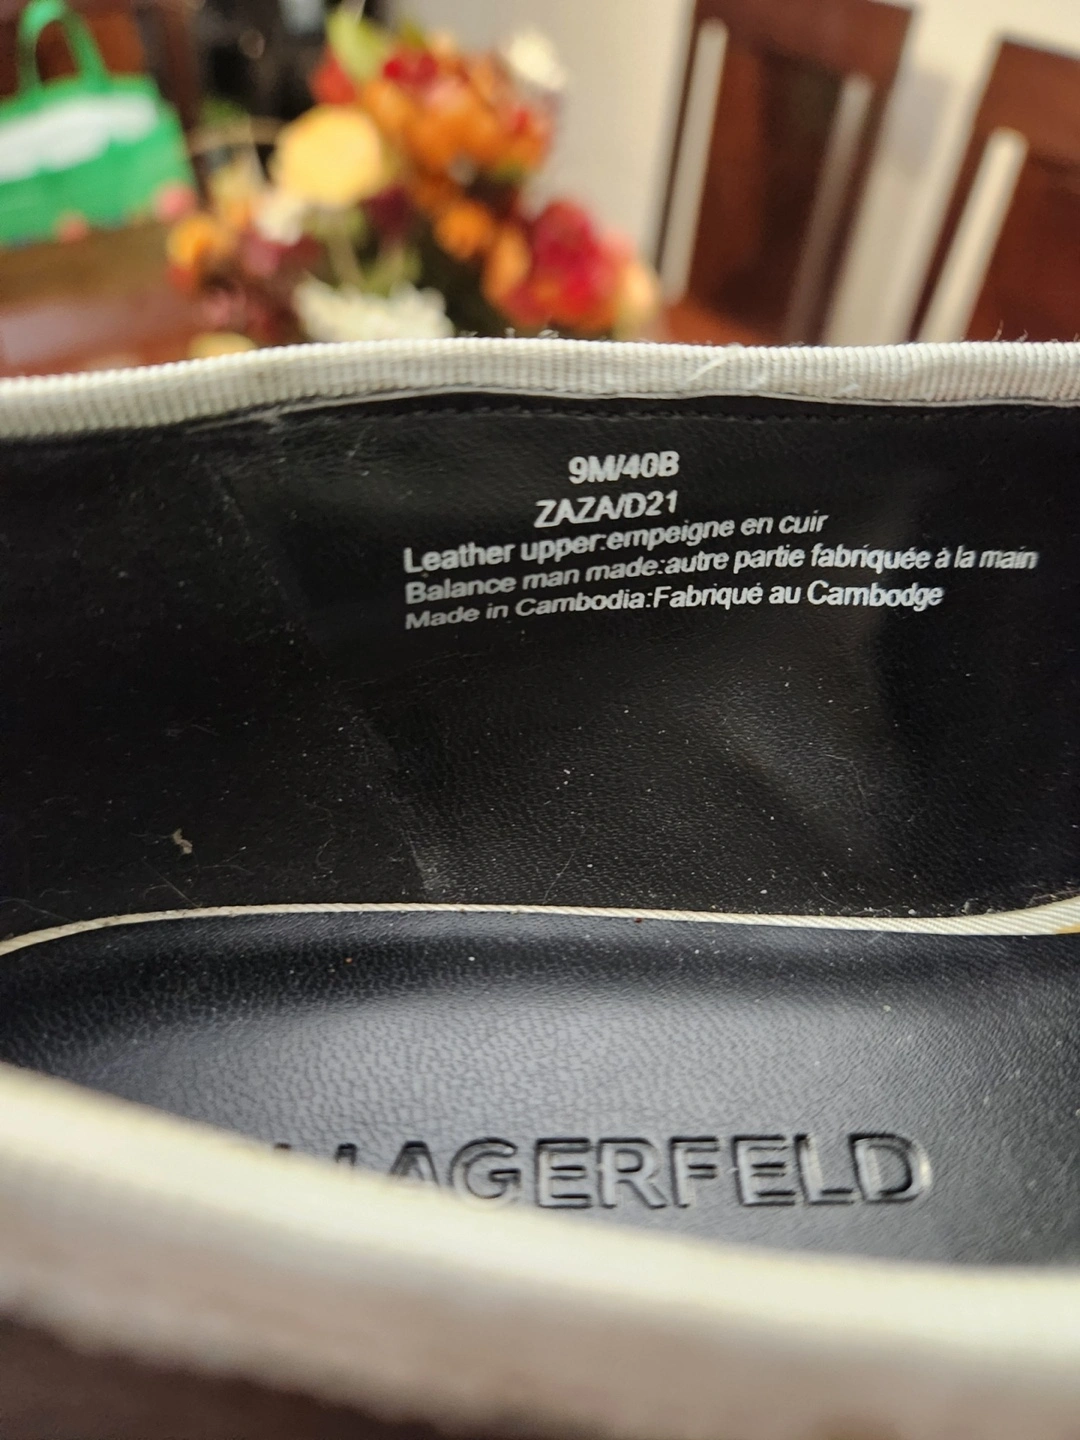 9M/40B
ZAZA/D21
Leather upper:empeigne en cuir
Balance man made:autre partie fabriquée à la main
Made in Cambodia:Fabriqué au Cambodge
LAGERFELD